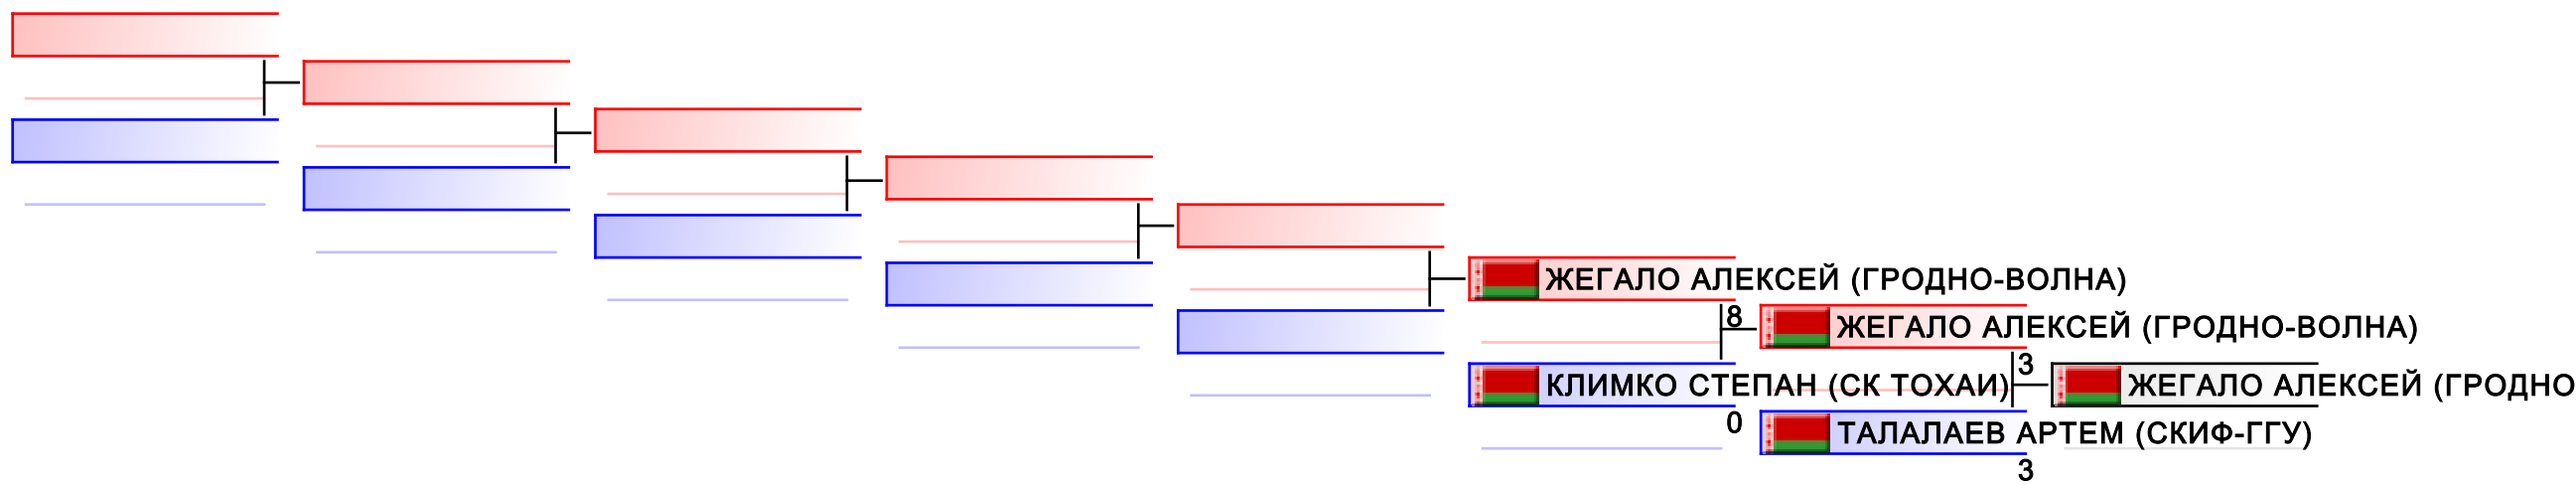 ЖЕГАЛО АЛЕКСЕЙ (ГРОДНО-ВОЛНА)
8
ЖЕГАЛО АЛЕКСЕЙ (ГРОДНО-ВОЛНА)
3
КЛИМКО СТЕПАН (СК ТОХАИ)
ЖЕГАЛО АЛЕКСЕЙ (ГРОДНО
0
ТАЛАЛАЕВ АРТЕМ (СКИФ-ГГУ)
3